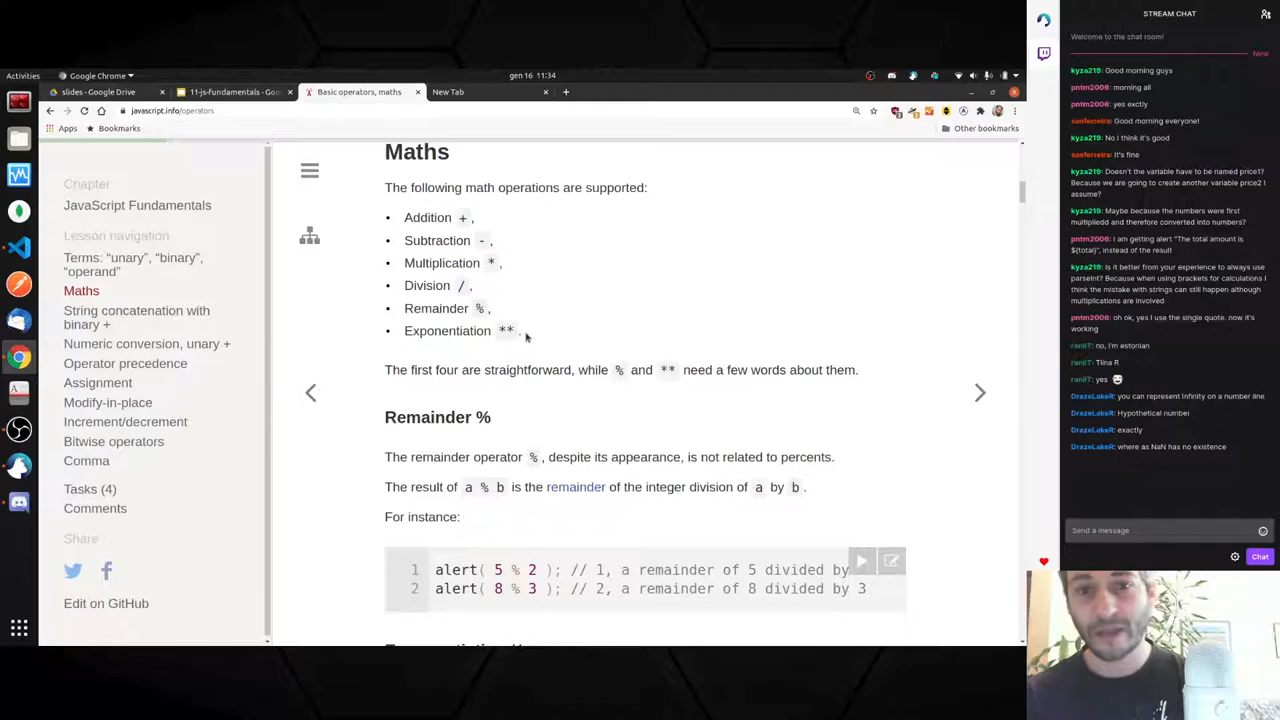 Activities
Google Chrome
gen 16 11:34
slides - Google Drive
11-js-Fundamentals - Goo
Basic operators, maths
New Tab
javascript.info/operators
Apps
Bookmarks
Other bookmarks
Chapter
JavaScript Fundamentals
Lesson navigation
Terms: “unary”, “binary”,
“operand”
Maths
String concatenation with
binary +
Numeric conversion, unary +
Operator precedence
Assignment
Modify-in-place
Increment/decrement
Bitwise operators
Comma
Tasks (4)
Comments
Share
Edit on GitHub
Maths
The following math operations are supported:
• Addition + ,
• Subtraction - ,
• Multiplication * ,
• Division / ,
• Remainder % ,
• Exponentiation ** .
The first four are straightforward, while % and ** need a few words about them.
Remainder %
The remainder operator % , despite its appearance, is not related to percents.
The result of a % b is the remainder of the integer division of a by b .
For instance:
1 alert( 5 % 2 ); // 1, a remainder of 5 divided by
2 alert( 8 % 3 ); // 2, a remainder of 8 divided by 3
STREAM CHAT
Welcome to the chat room!
New
kyza219: Good morning guys
pntm2006: morning all
pntm2006: yes exctly
saoferreira: Good morning everyone!
kyza219: No I think it's good
saoferreira: It's fine
kyza219: Doesn't the variable have to be named price1?
Because we are going to create another variable price2 I
assume?
kyza219: Maybe because the numbers were first
multiplied and therefore converted into numbers?
pntm2006: I am getting alert "The total amount is
${total}", instead of the result
kyza219: Is it better from your experience to always use
parseInt? Because when using brackets for calculations I
think the mistake with strings can still happen although
multiplications are involved
pntm2006: oh ok, yes I use the single quote. now it's
working
raniiT: no, i'm estonian
raniiT: Tiina R
raniiT: yes
DrazeLakeR: you can represent Infinity on a number line
DrazeLakeR: Hypothetical number
DrazeLakeR: exactly
DrazeLakeR: where as NaN has no existence
Send a message
Chat